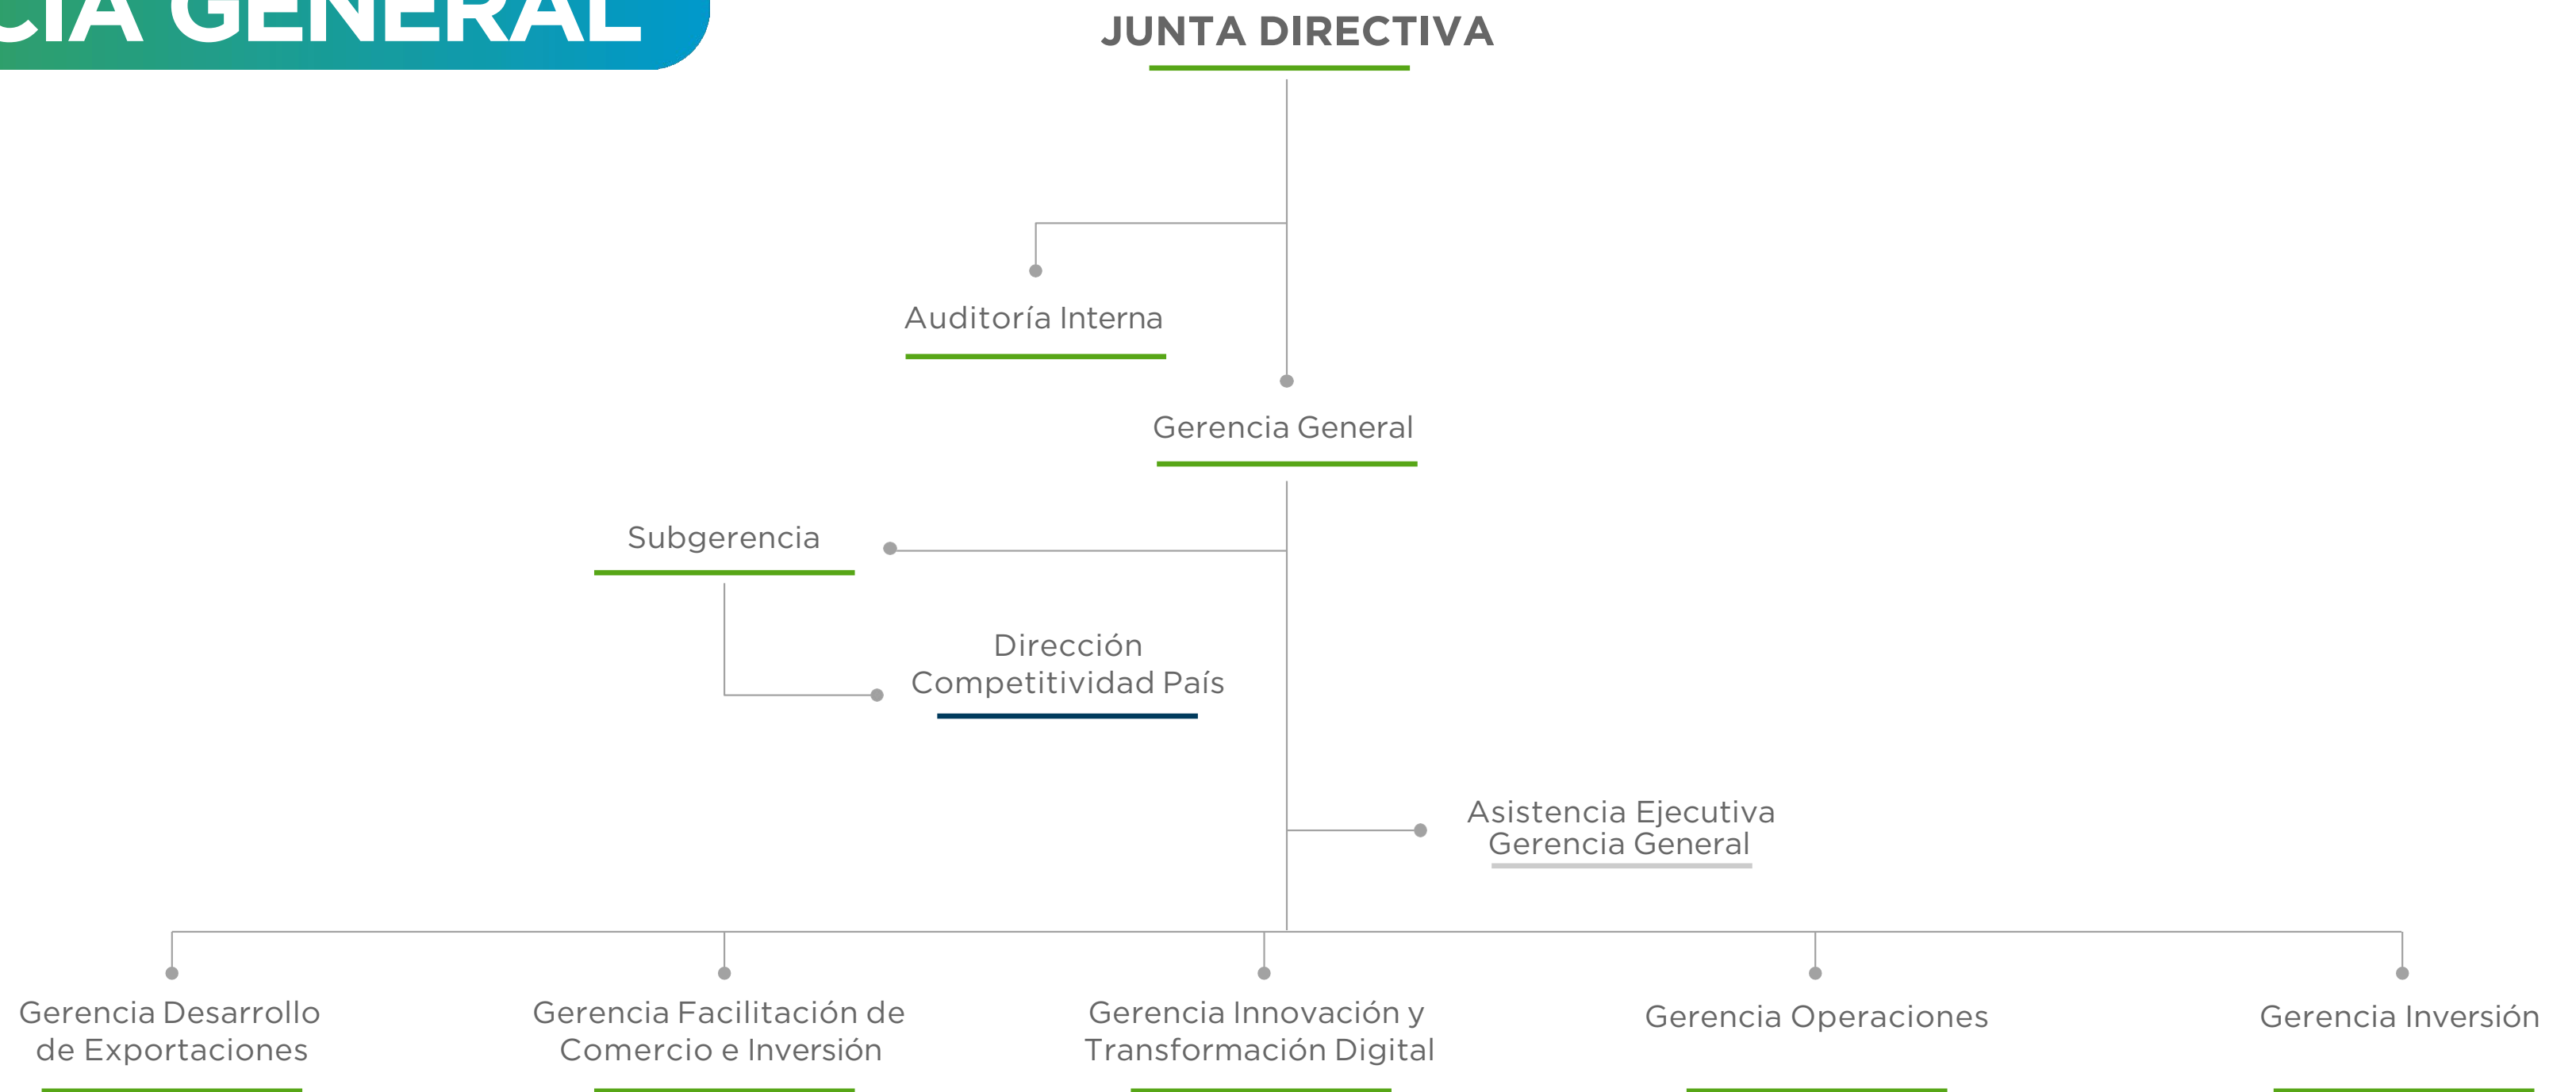 CIA GENERAL
JUNTA DIRECTIVA
Auditoría Interna
Gerencia General
Subgerencia
Dirección
Competitividad País
Asistencia Ejecutiva
Gerencia General
Gerencia Desarrollo
de Exportaciones
Gerencia Facilitación de
Comercio e Inversión
Gerencia Innovación y
Transformación Digital
Gerencia Operaciones
Gerencia Inversión